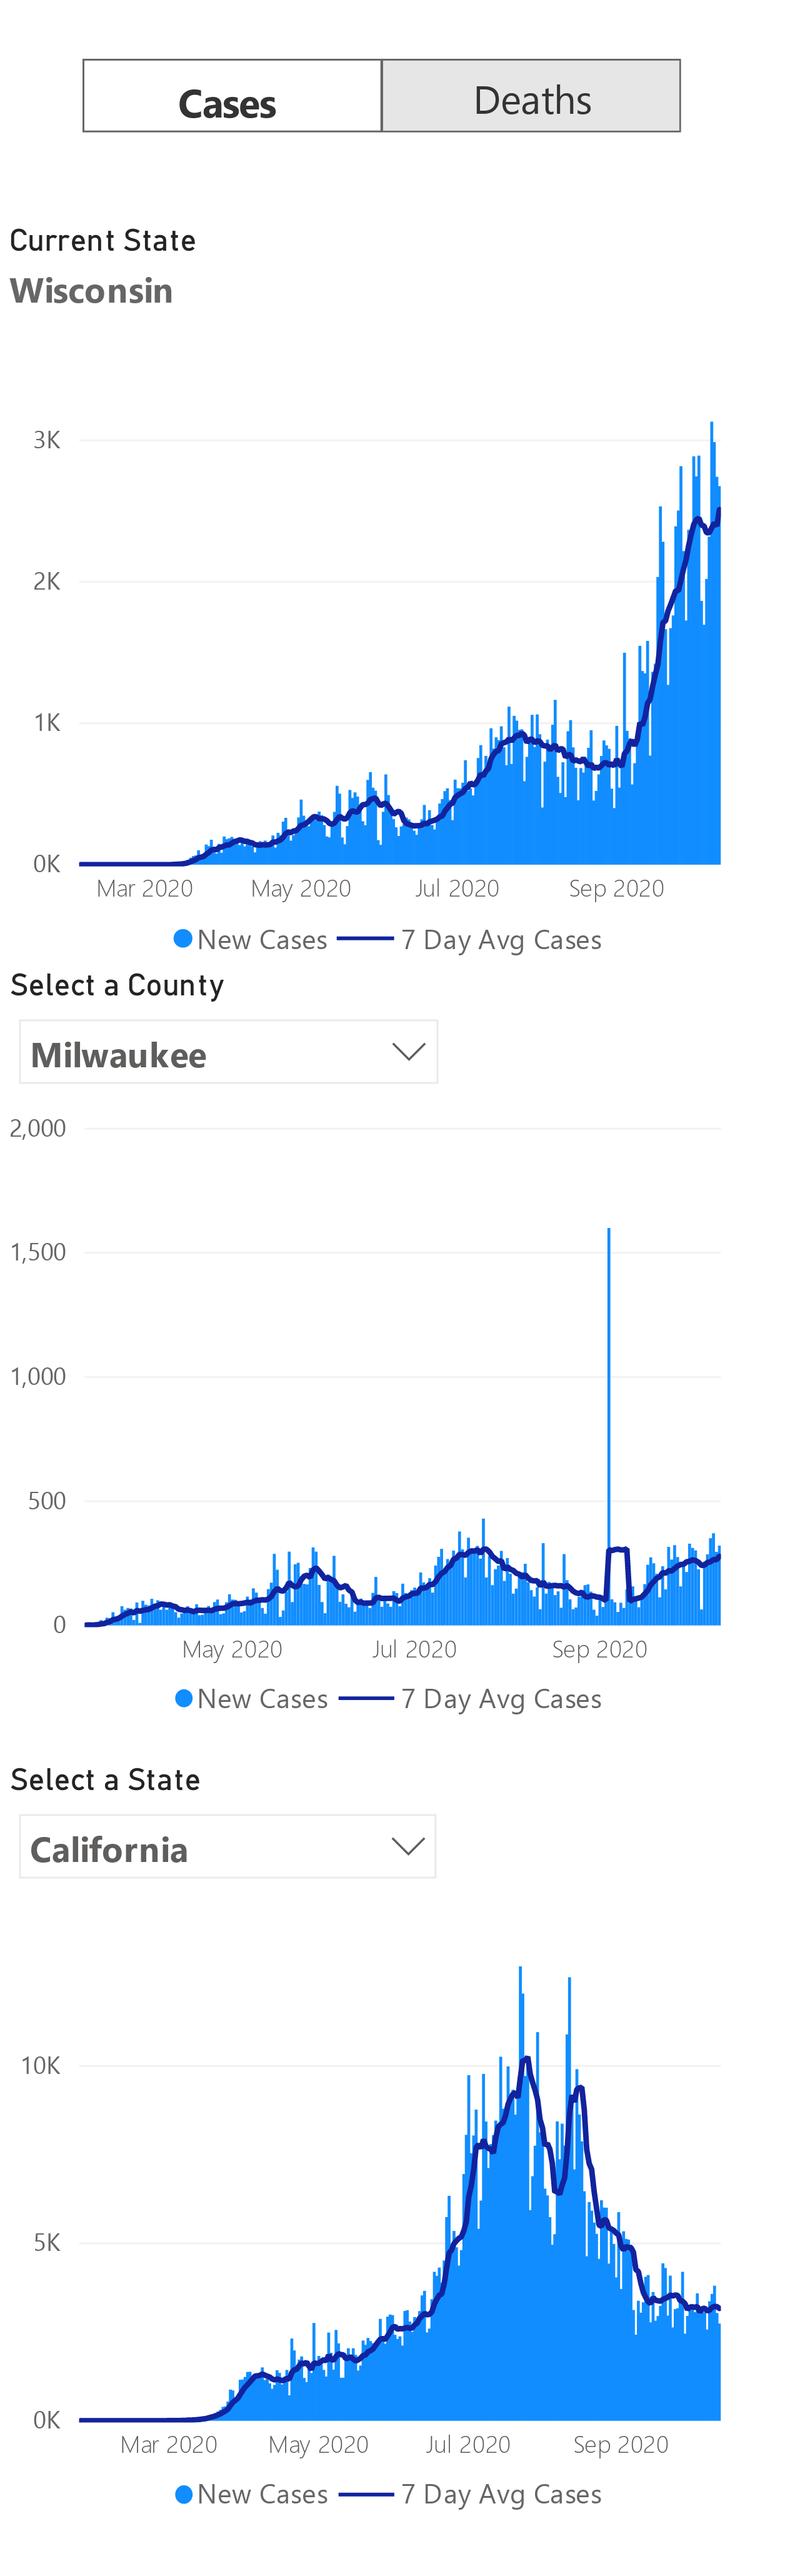 Cases Deaths
Current State
Wisconsin
3K
2K
1K
0K
Mar 2020 May 2020 Jul 2020 Sep 2020
New Cases 7 Day Avg Cases
Select a County
Milwaukee
2,000
1,500
1,000
500
0
May 2020 Jul 2020 Sep 2020
New Cases 7 Day Avg Cases
Select a State
California
10K
5K
0K
Mar 2020 May 2020 Jul 2020 Sep 2020
New Cases 7 Day Avg Cases